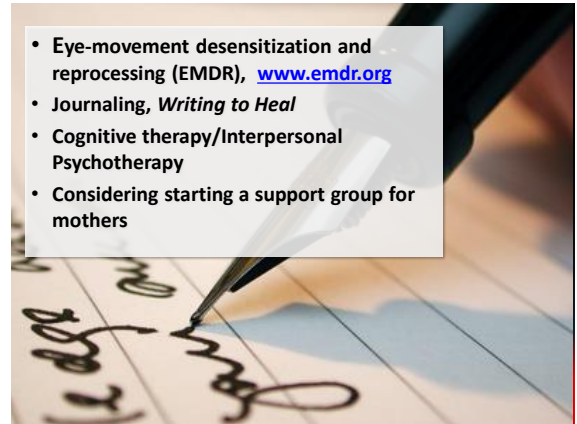 • Eye-movement desensitization and
reprocessing (EMDR), www.emdr.org
• Journaling, Writing to Heal
• Cognitive therapy/Interpersonal
Psychotherapy
• Considering starting a support group for
mothers